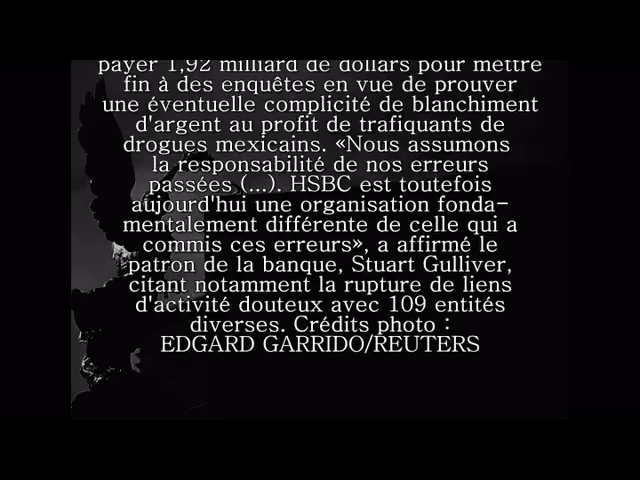 payer 1,92 milliard de dollars pour mettre
fin à des enquêtes en vue de prouver
une éventuelle complicité de blanchiment
d'argent au profit de trafiquants de
drogues mexicains. «Nous assumons
la responsabilité de nos erreurs
passées (...). HSBC est toutefois
aujourd'hui une organisation fonda-
mentalement différente de celle qui a
commis ces erreurs», a affirmé le
patron de la banque, Stuart Gulliver,
citant notamment la rupture de liens
d'activité douteux avec 109 entités
diverses. Crédits photo :
EDGARD GARRIDO/REUTERS